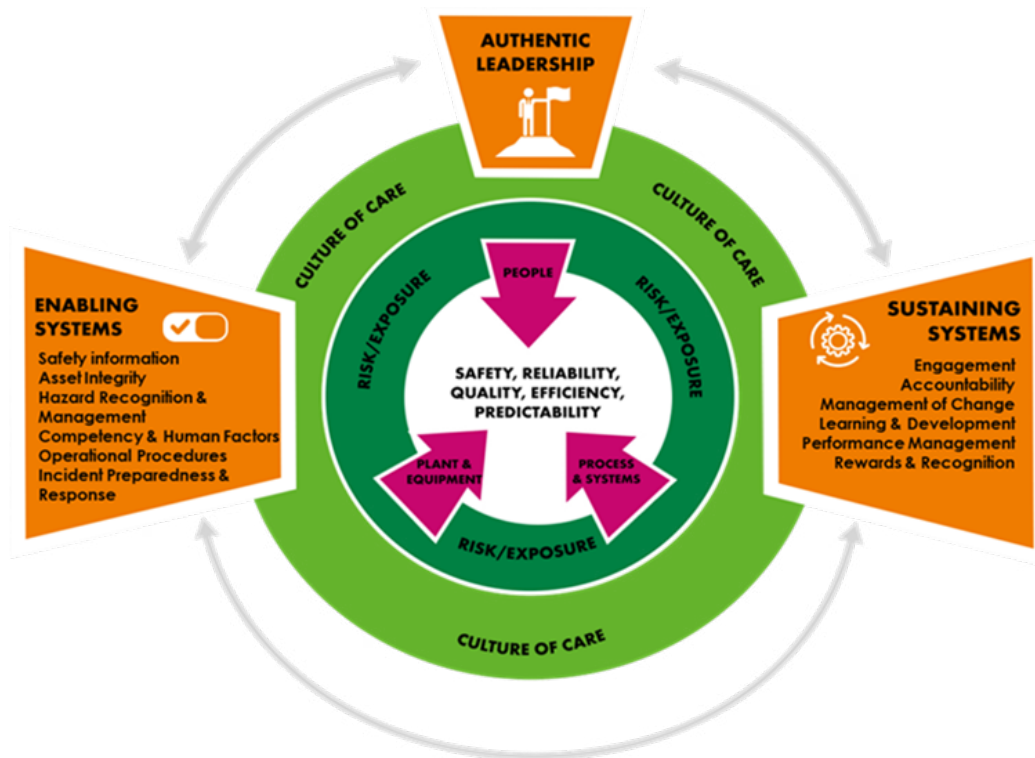 AUTHENTIC
LEADERSHIP
CULTURE OF CARE
CULTURE OF CARE
ENABLING
SYSTEMS
Safety information
Asset Integrity
Hazard Recognition &
Management
Competency & Human Factors
Operational Procedures
Incident Preparedness &
Response
RISK/EXPOSURE
PEOPLE
RISK/EXPOSURE
SAFETY, RELIABILITY,
QUALITY, EFFICIENCY,
PREDICTABILITY
PLANT &
EQUIPMENT
PROCESS
& SYSTEMS
RISK/EXPOSURE
CULTURE OF CARE
SUSTAINING
SYSTEMS
Engagement
Accountability
Management of Change
Learning & Development
Performance Management
Rewards & Recognition